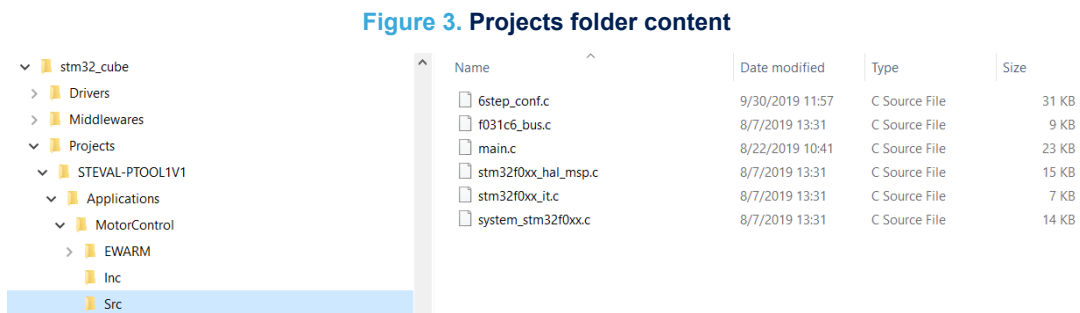 Figure 3. Projects folder content
stm32_cube
Drivers
Middlewares
Projects
STEVAL-PTOOL1V1
Applications
MotorControl
EWARM
Inc
Src
Name Date modified Type Size
6step_conf.c 9/30/2019 11:57 C Source File 31 KB
f031c6_bus.c 8/7/2019 13:31 C Source File 9 KB
main.c 8/22/2019 10:41 C Source File 23 KB
stm32f0xx_hal_msp.c 8/7/2019 13:31 C Source File 15 KB
stm32f0xx_it.c 8/7/2019 13:31 C Source File 7 KB
system_stm32f0xx.c 8/7/2019 13:31 C Source File 14 KB